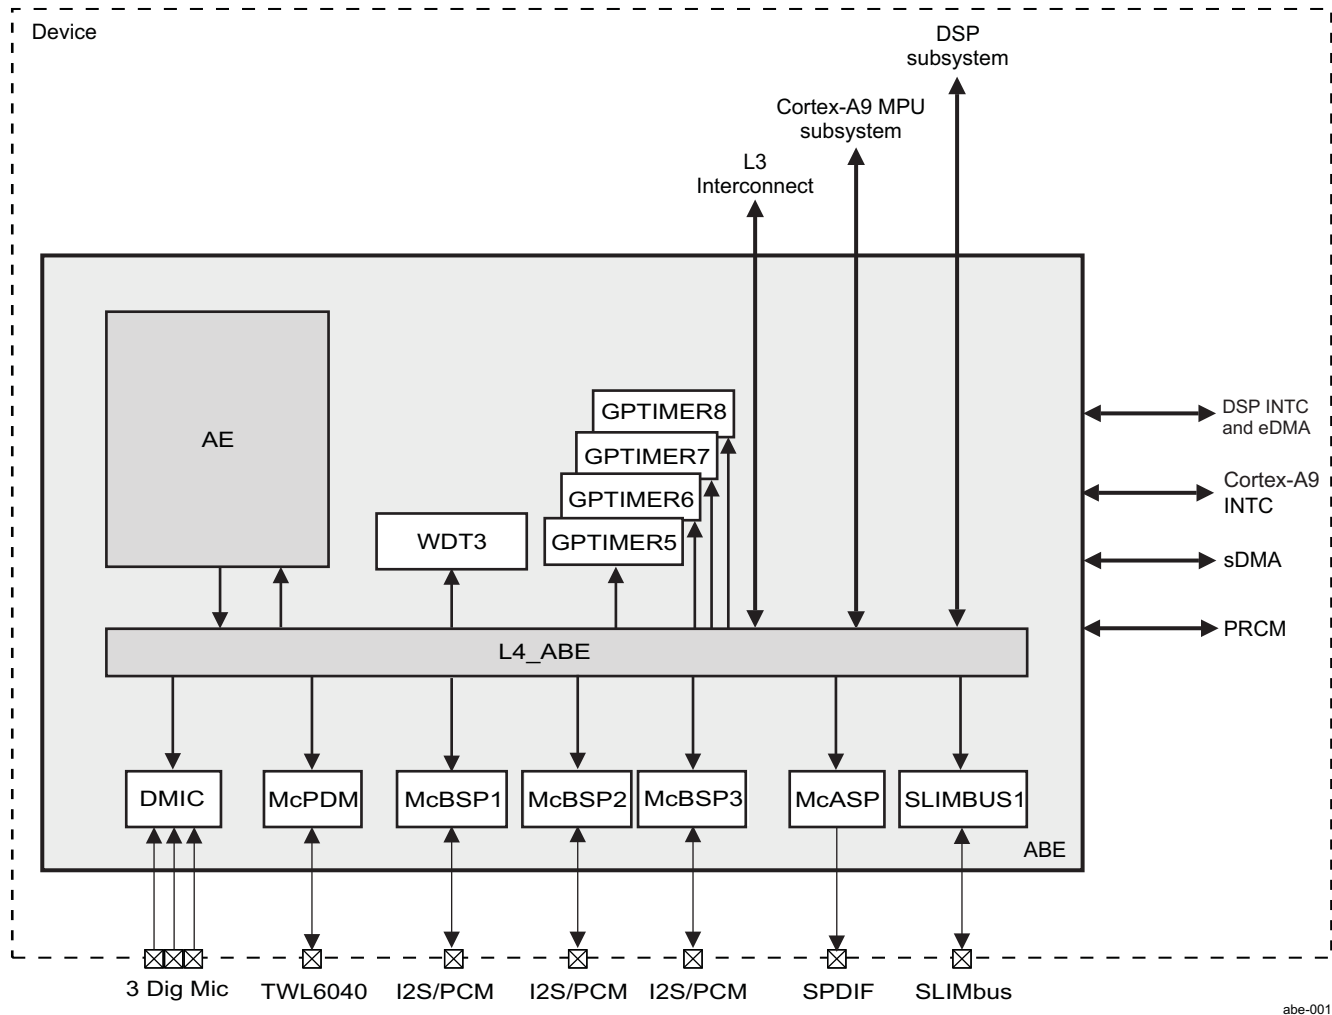 Device
DSP
subsystem
Cortex-A9 MPU
subsystem
L3
Interconnect
GPTIMER8
AE
GPTIMER7
GPTIMER6
GPTIMER5
WDT3
DSP INTC
and eDMA
Cortex-A9
INTC
sDMA
PRCM
L4_ABE
DMIC
McPDM
McBSP1
McBSP2
McBSP3
McASP
SLIMBUS1
ABE
3 Dig Mic
TWL6040
I2S/PCM
I2S/PCM
I2S/PCM
SPDIF
SLIMbus
abe-001